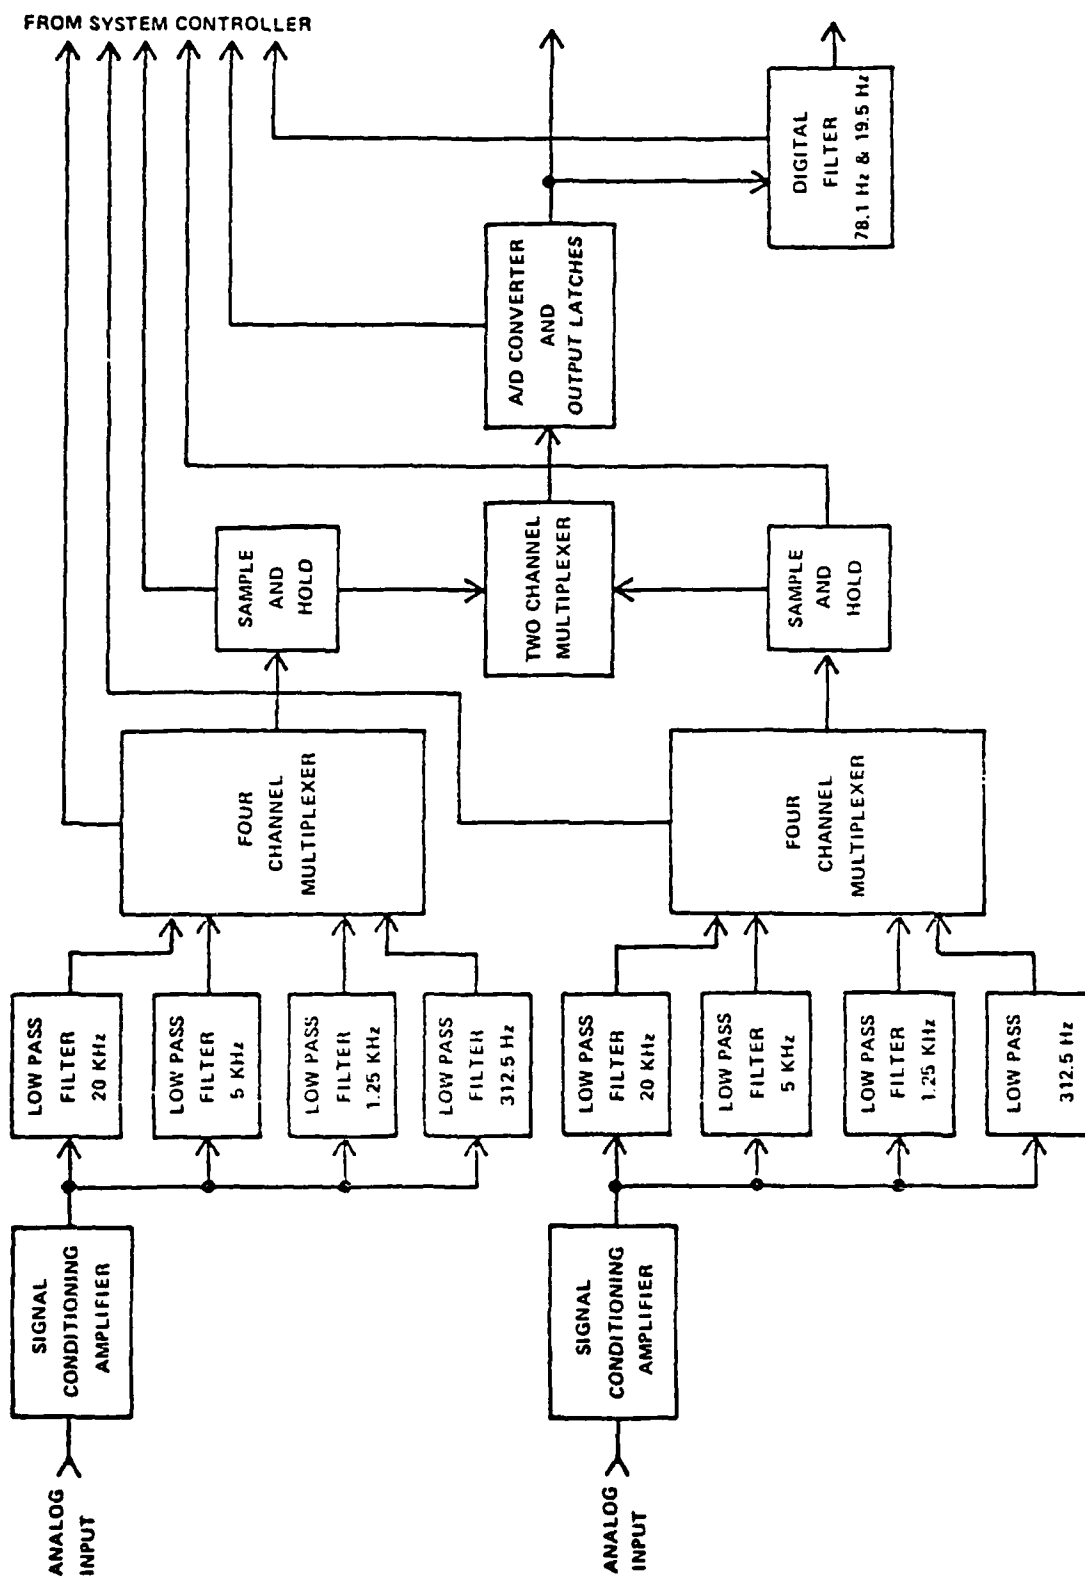 FROM SYSTEM CONTROLLER
ANALOG
INPUT
SIGNAL
CONDITIONING
AMPLIFIER
LOW PASS
FILTER
20 KHz
LOW PASS
FILTER
5 KHz
LOW PASS
FILTER
1.25 KHz
LOW PASS
FILTER
312.5 Hz
FOUR
CHANNEL
MULTIPLEXER
SAMPLE
AND
HOLD
TWO CHANNEL
MULTIPLEXER
A/D CONVERTER
AND
OUTPUT LATCHES
DIGITAL
FILTER
78.1 Hz & 19.5 Hz
ANALOG
INPUT
SIGNAL
CONDITIONING
AMPLIFIER
LOW PASS
FILTER
20 KHz
LOW PASS
FILTER
5 KHz
LOW PASS
FILTER
1.25 KHz
LOW PASS
312.5 Hz
FOUR
CHANNEL
MULTIPLEXER
SAMPLE
AND
HOLD